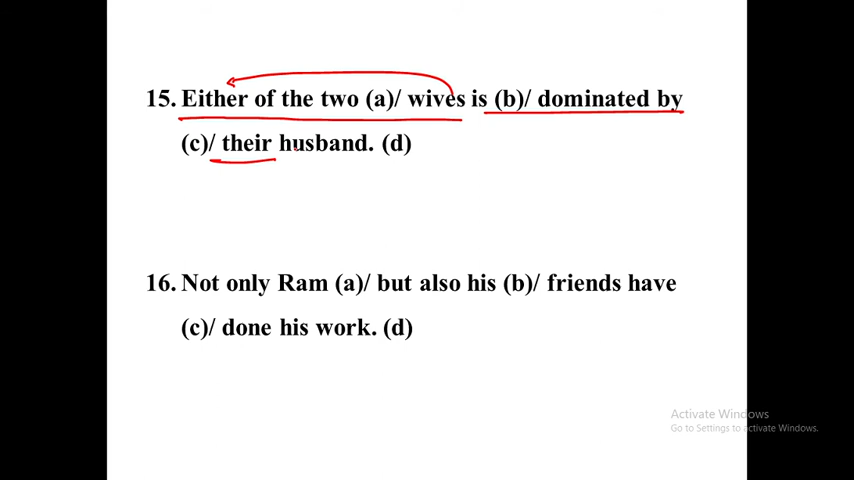 15. Either of the two (a)/ wives is (b)/ dominated by
(c)/ their husband. (d)
16. Not only Ram (a)/ but also his (b)/ friends have
(c)/ done his work. (d)
Activate Windows
Go to Settings to activate Windows.